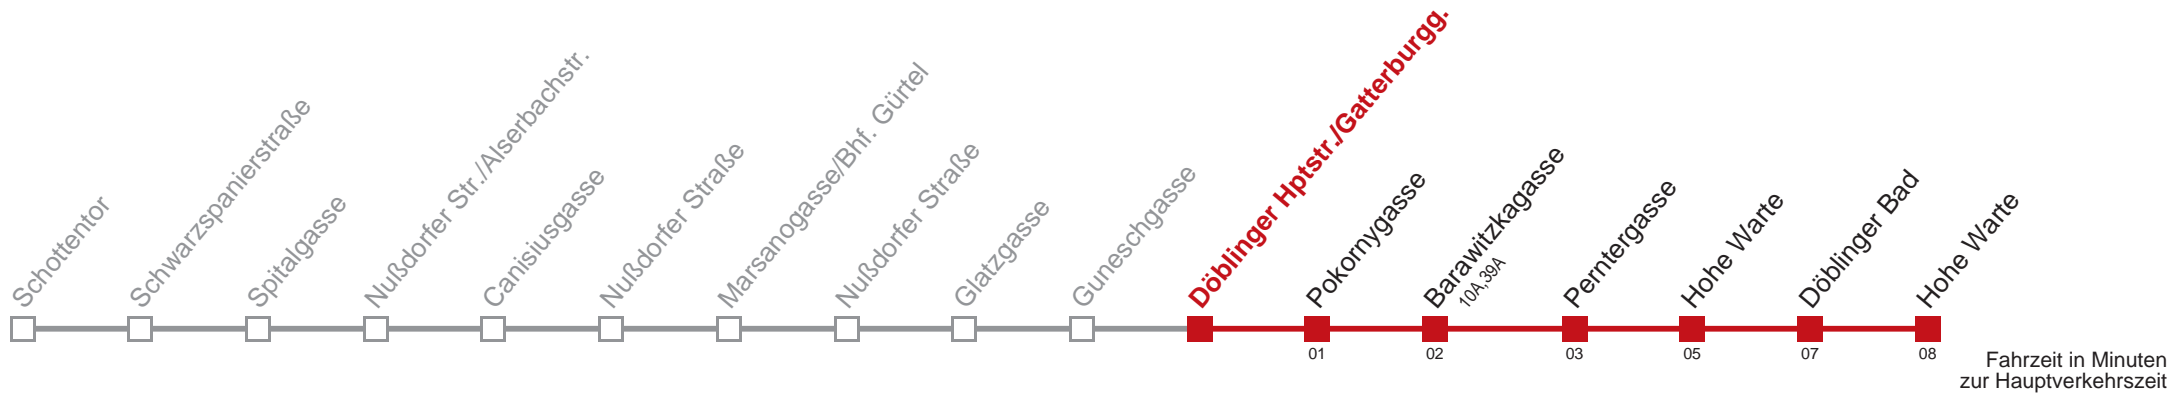 Schottentor
Schwarzspanierstraße
Spitalgasse
Nußdorfer Str./Alserbachstr.
Canisiusgasse
Nußdorfer Straße
Marsanogasse/Bhf. Gürtel
Nußdorfer Straße
Glatzgasse
Guneschgasse
Döblinger Hptstr./Gatterburgg.
Pokornygasse
Barawitzkagasse
10A,39A
Perntergasse
Hohe Warte
Döblinger Bad
Hohe Warte
01
02
03
05
07
08
Fahrzeit in Minuten
zur Hauptverkehrszeit